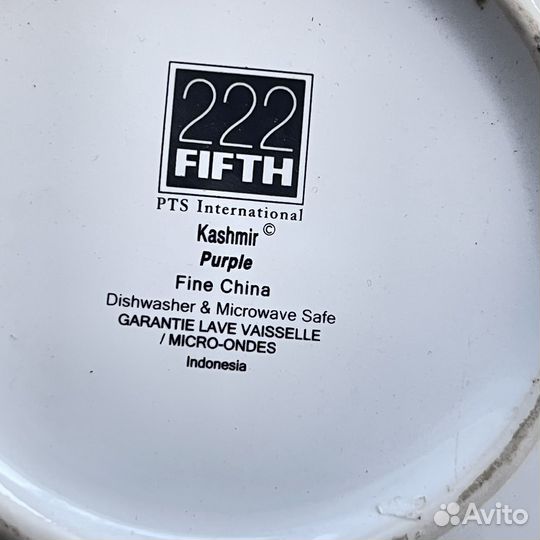 222
FIFTH
PTS International
Kashmir©
Purple
Fine China
Dishwasher & Microwave Safe
GARANTIE LAVE VAISSELLE
/ MICRO-ONDES
Indonesia
Avito